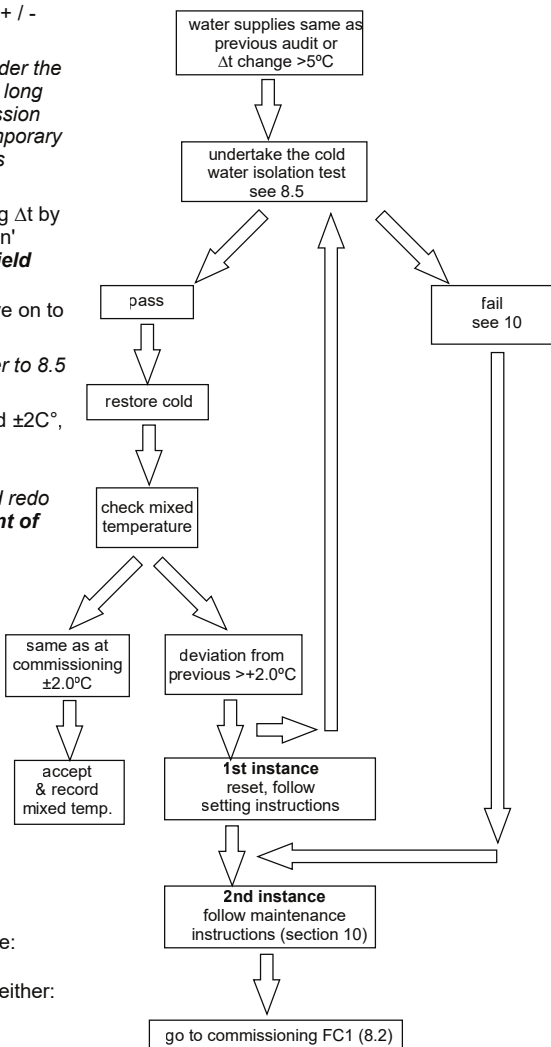 + / -
der the
long
ssion
nporary
s
g Δt by
n'
ield
e on to
er to 8.5
d ±2C°,
d redo
nt of
e:
either:
water supplies same as
previous audit or
Δt change >5ºC
undertake the cold
water isolation test
see 8.5
pass
fail
see 10
restore cold
check mixed
temperature
same as at
commissioning
±2.0ºC
deviation from
previous >+2.0ºC
accept
& record
mixed temp.
1st instance
reset, follow
setting instructions
2nd instance
follow maintenance
instructions (section 10)
go to commissioning FC1 (8.2)